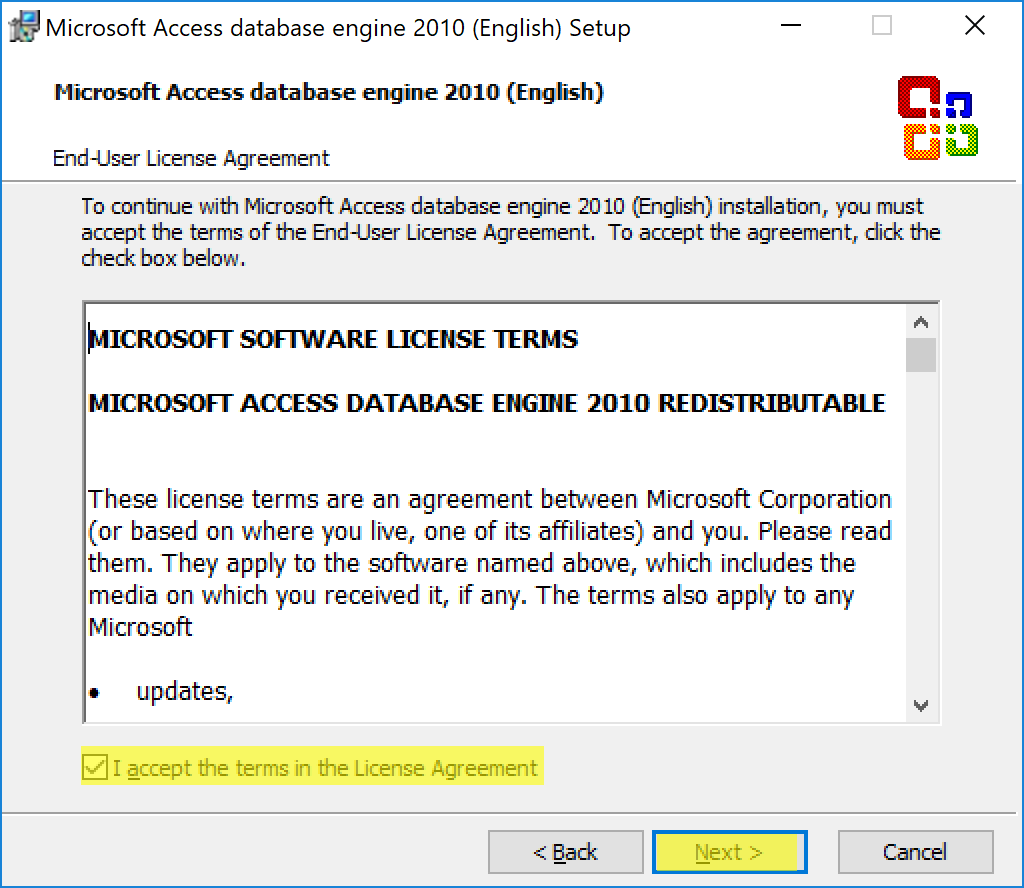 Microsoft Access database engine 2010 (English) Setup
Microsoft Access database engine 2010 (English)
End-User License Agreement
To continue with Microsoft Access database engine 2010 (English) installation, you must
accept the terms of the End-User License Agreement.  To accept the agreement, click the
check box below.
MICROSOFT SOFTWARE LICENSE TERMS
MICROSOFT ACCESS DATABASE ENGINE 2010 REDISTRIBUTABLE
These license terms are an agreement between Microsoft Corporation
(or based on where you live, one of its affiliates) and you. Please read
them. They apply to the software named above, which includes the
media on which you received it, if any. The terms also apply to any
Microsoft
• updates,
I accept the terms in the License Agreement
< Back
Next >
Cancel